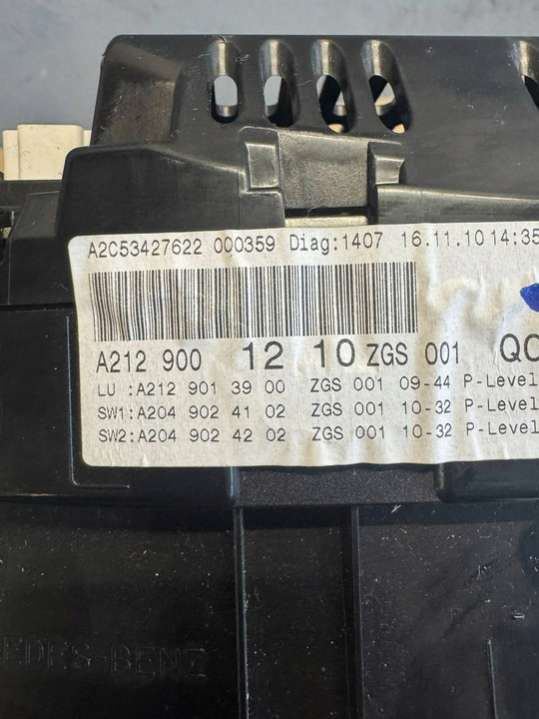 A2C53427622 000359 Diag:1407 16.11.10 14:35
A212 900 12 10 ZGS 001
LU :A212 901 39 00 ZGS 001 09-44 P-Level
SW1:A204 902 41 02 ZGS 001 10-32 P-Level
SW2:A204 902 42 02 ZGS 001 10-32 P-Level